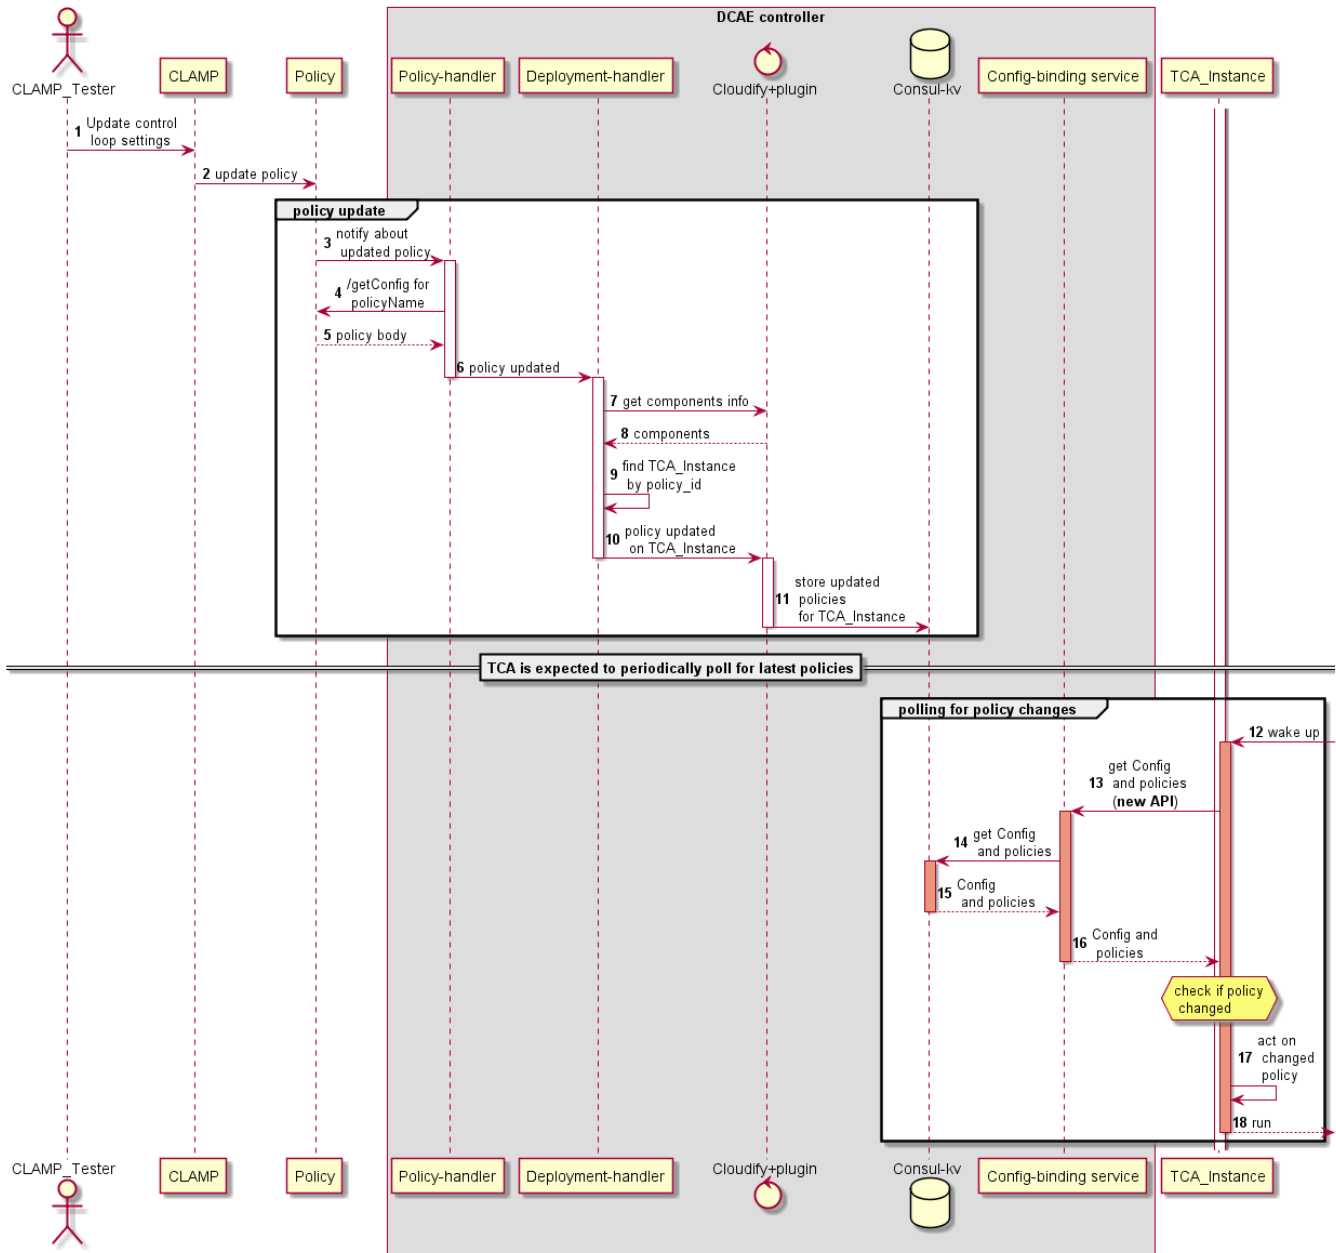 DCAE controller
CLAMP_Tester
CLAMP
Policy
Policy-handler
Deployment-handler
Cloudify+plugin
Consul-kv
Config-binding service
TCA_Instance
1 Update control
loop settings
2 update policy
policy update
3 notify about
updated policy
4 /getConfig for
policyName
5 policy body
6 policy updated
7 get components info
8 components
9 find TCA_Instance
by policy_id
10 policy updated
on TCA_Instance
11 store updated
policies
for TCA_Instance
TCA is expected to periodically poll for latest policies
polling for policy changes
12 wake up
13 get Config
and policies
(new API)
14 get Config
and policies
15 Config
and policies
16 Config and
policies
check if policy
changed
17 act on
changed
policy
18 run
CLAMP_Tester
CLAMP
Policy
Policy-handler
Deployment-handler
Cloudify+plugin
Consul-kv
Config-binding service
TCA_Instance